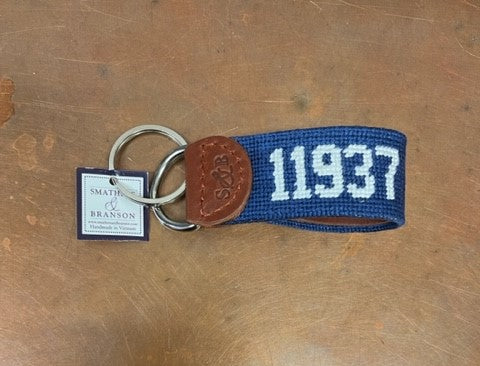 SMATHERS
&
BRANSON
www.smathersandbranson.com
Handmade in Vietnam
S&B
11937